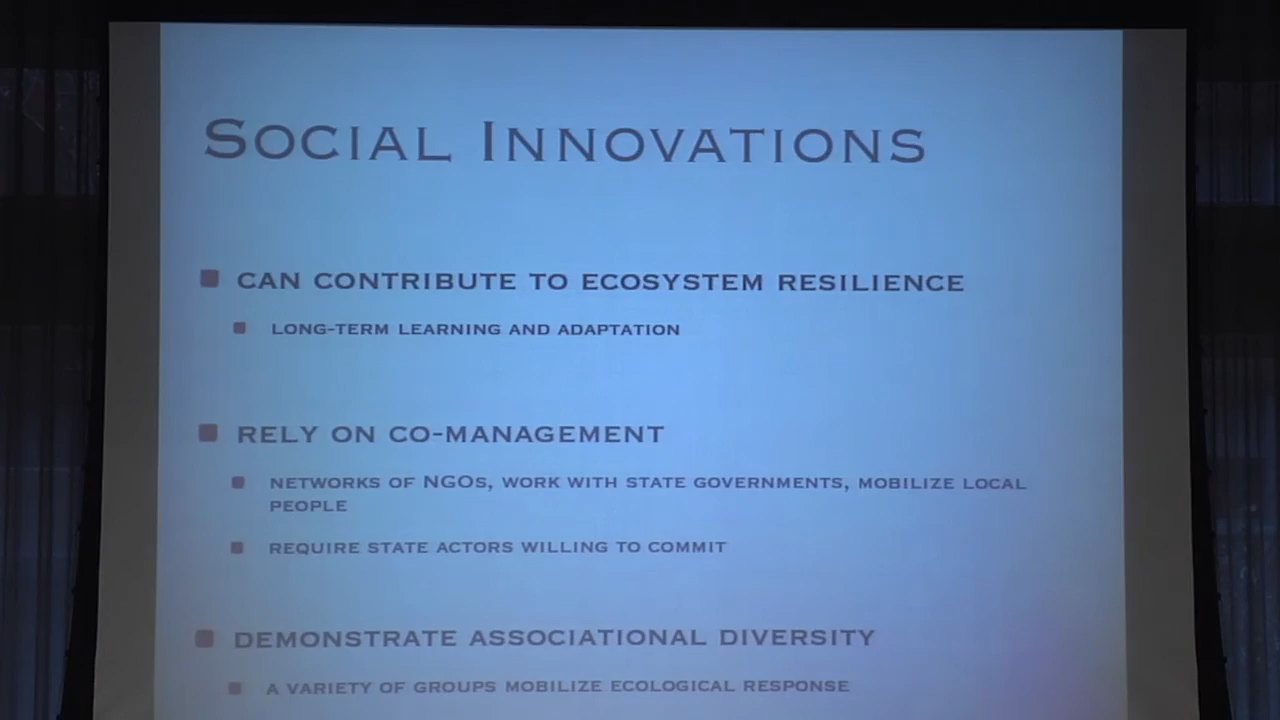 SOCIAL INNOVATIONS
CAN CONTRIBUTE TO ECOSYSTEM RESILIENCE
LONG-TERM LEARNING AND ADAPTATION
RELY ON CO-MANAGEMENT
NETWORKS OF NGOS, WORK WITH STATE GOVERNMENTS, MOBILIZE LOCAL
PEOPLE
REQUIRE STATE ACTORS WILLING TO COMMIT
DEMONSTRATE ASSOCIATIONAL DIVERSITY
A VARIETY OF GROUPS MOBILIZE ECOLOGICAL RESPONSE